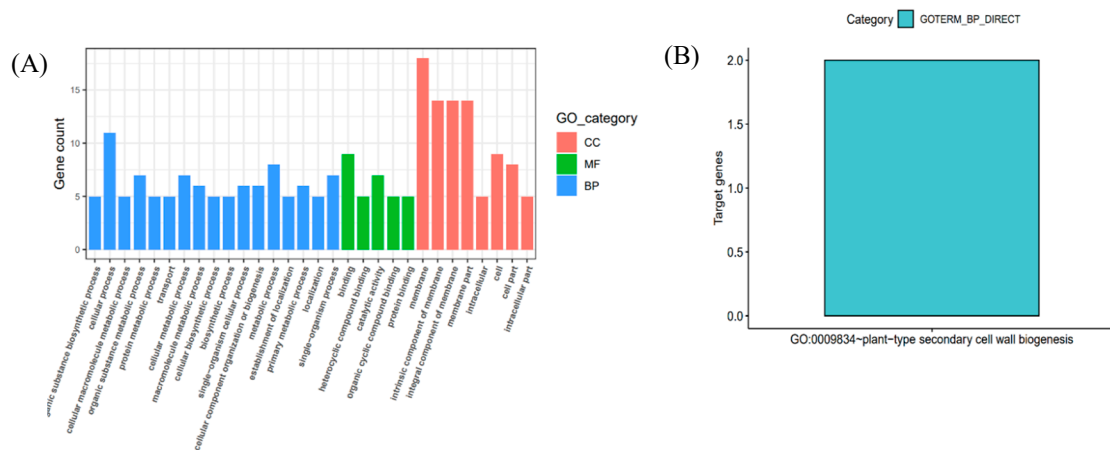 (A)
Gene count
15
10
5
0
ganic substance biosynthetic process
cellular process
cellular macromolecule metabolic process
organic substance metabolic process
protein metabolic process
transport
cellular metabolic process
macromolecule metabolic process
cellular biosynthetic process
biosynthetic process
single-organism cellular process
cellular component organization or biogenesis
metabolic process
establishment of localization
primary metabolic process
localization
single-organism process
binding
heterocyclic compound binding
catalytic activity
organic cyclic compound binding
protein binding
membrane
intrinsic component of membrane
integral component of membrane
membrane part
intracellular
cell
cell part
intracellular part
GO_category
CC
MF
BP
(B)
Category GOTERM_BP_DIRECT
Target genes
2.0
1.5
1.0
0.5
0.0
GO:0009834~plant-type secondary cell wall biogenesis